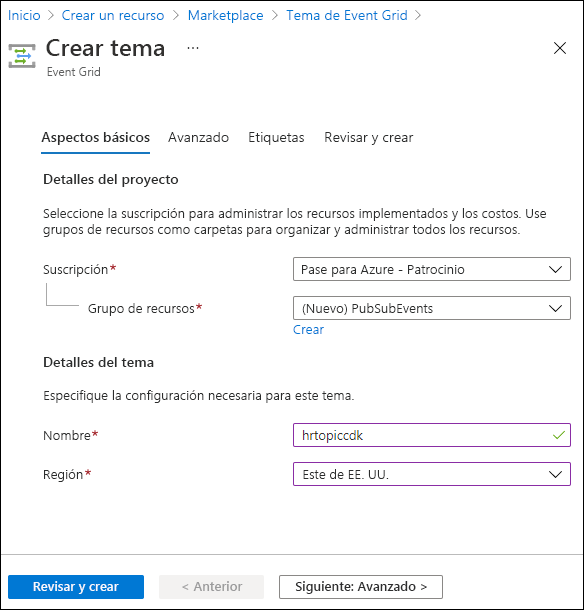 Inicio > Crear un recurso > Marketplace > Tema de Event Grid >
Crear tema ...
Event Grid
Aspectos básicos Avanzado Etiquetas Revisar y crear
Detalles del proyecto
Seleccione la suscripción para administrar los recursos implementados y los costos. Use
grupos de recursos como carpetas para organizar y administrar todos los recursos.
Suscripción* Pase para Azure - Patrocinio
Grupo de recursos* (Nuevo) PubSubEvents
Crear
Detalles del tema
Especifique la configuración necesaria para este tema.
Nombre* hrtopiccdk
Región* Este de EE. UU.
Revisar y crear < Anterior Siguiente: Avanzado >